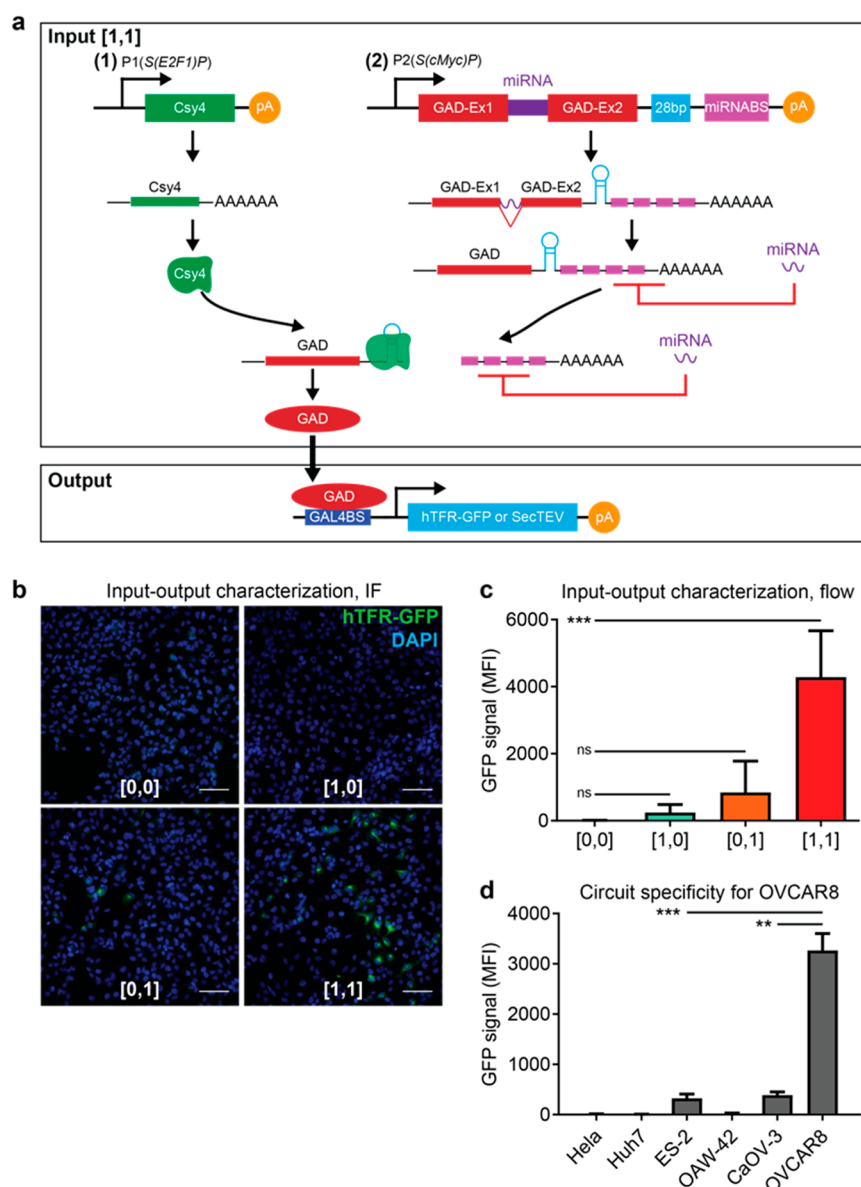 a
Input [1,1]
(1) P1(S(E2F1)P)
(2) P2(S(cMyc)P)
miRNA
Csy4
pA
GAD-Ex1
GAD-Ex2
28bp
miRNABS
pA
Csy4
AAAAAA
GAD-Ex1
GAD-Ex2
AAAAAA
Csy4
GAD
AAAAAA
miRNA
GAD
AAAAAA
miRNA
GAD
Output
GAD
GAL4BS
hTFR-GFP or SecTEV
pA
b
Input-output characterization, IF
hTFR-GFP
DAPI
[0,0]
[1,0]
[0,1]
[1,1]
c
Input-output characterization, flow
GFP signal (MFI)
6000
4000
2000
0
***
ns
ns
[0,0]
[1,0]
[0,1]
[1,1]
d
Circuit specificity for OVCAR8
GFP signal (MFI)
4000
3000
2000
1000
0
***
**
Hela
Huh7
ES-2
OAW-42
CaOV-3
OVCAR8